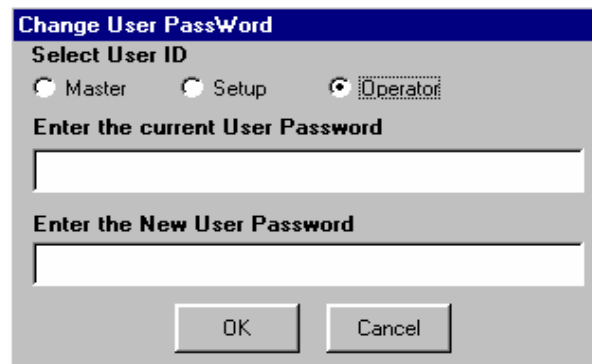 Change User PassWord
Select User ID
Master Setup Operator
Enter the current User Password
Enter the New User Password
OK Cancel